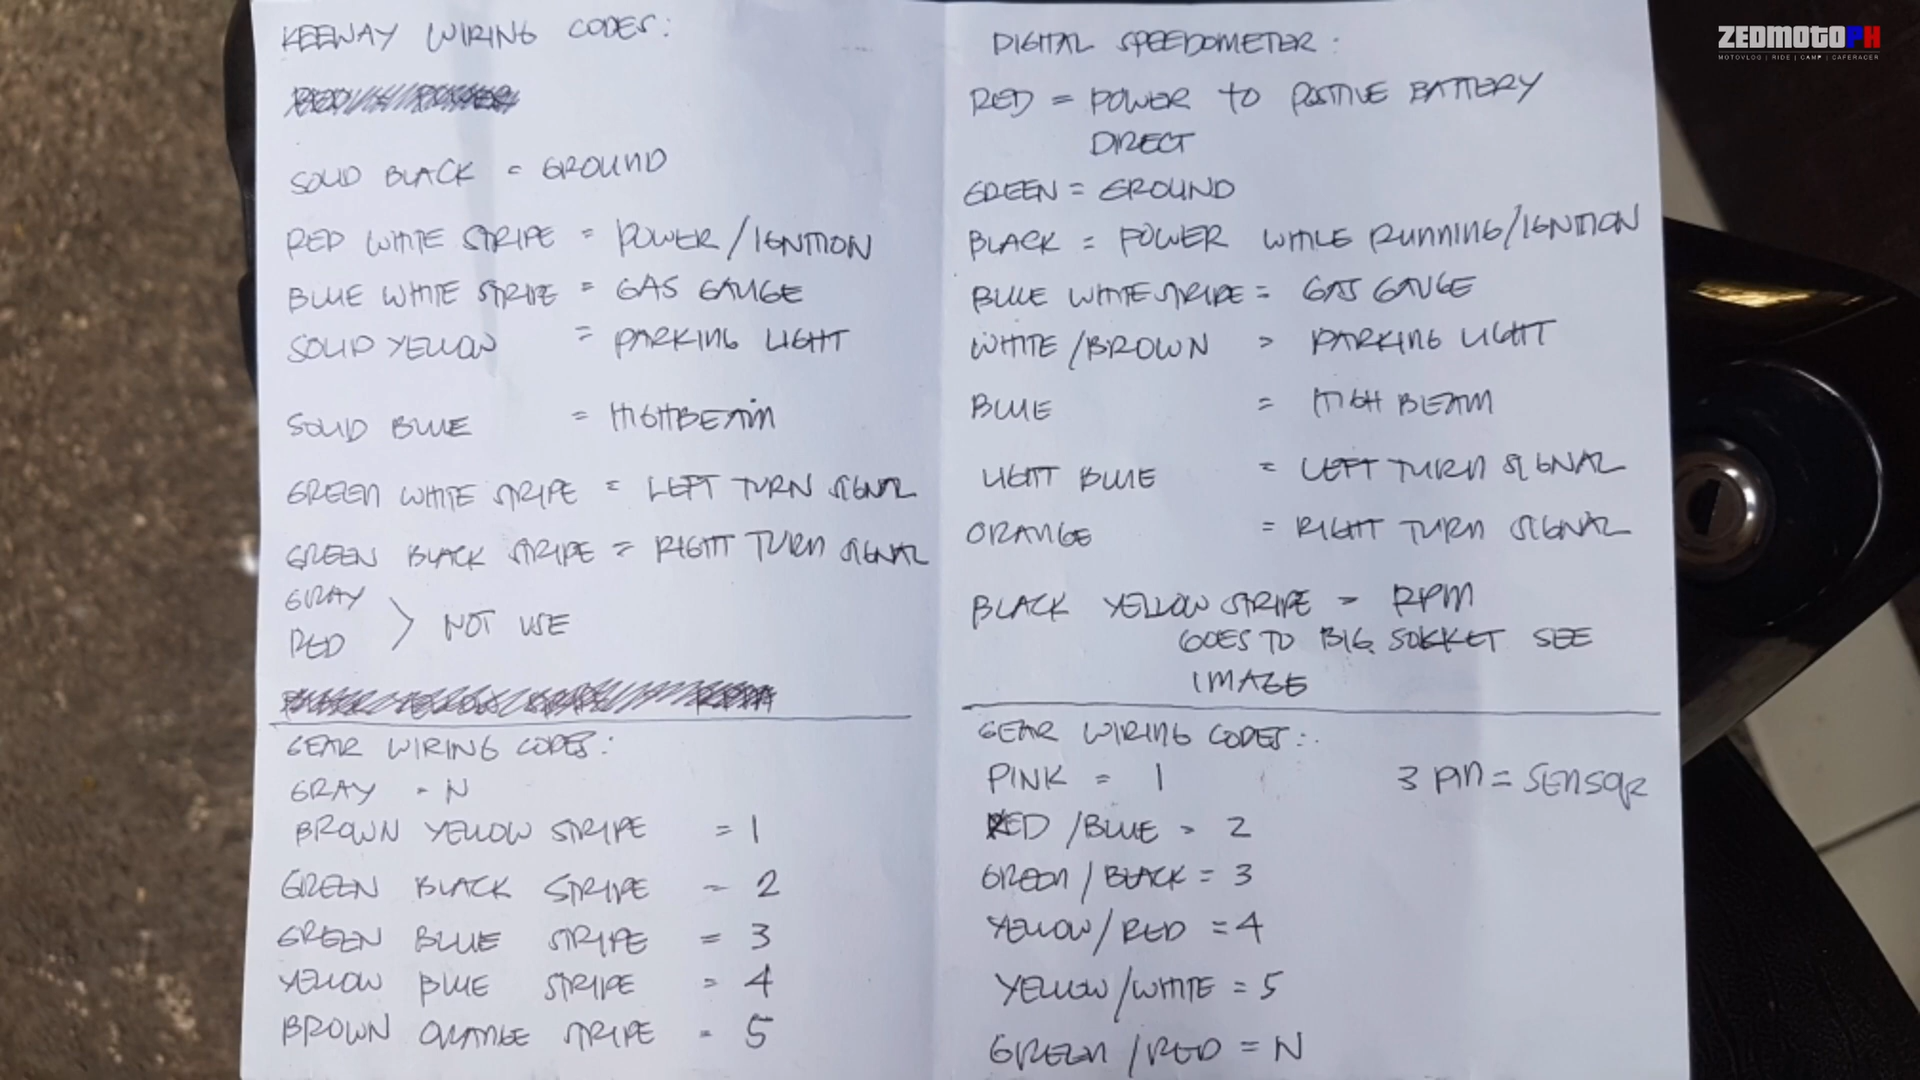 KEEWAY WIRING CODES:
SOLID BLACK = GROUND
RED WHITE STRIPE = POWER/IGNITION
BLUE WHITE STRIPE = GAS GAUGE
SOLID YELLOW = PARKING LIGHT
SOLID BLUE = HIGHBEAM
GREEN WHITE STRIPE = LEFT TURN SIGNAL
GREEN BLACK STRIPE = RIGHT TURN SIGNAL
GRAY
RED > NOT USE
GEAR WIRING CODES:
GRAY = N
BROWN YELLOW STRIPE = 1
GREEN BLACK STRIPE = 2
GREEN BLUE STRIPE = 3
YELLOW BLUE STRIPE = 4
BROWN ORANGE STRIPE = 5
DIGITAL SPEEDOMETER:
RED = POWER TO POSITIVE BATTERY
DIRECT
GREEN = GROUND
BLACK = POWER WHILE RUNNING/IGNITION
BLUE WHITE STRIPE = GAS GAUGE
WHITE/BROWN = PARKING LIGHT
BLUE = HIGH BEAM
LIGHT BLUE = LEFT TURN SIGNAL
ORANGE = RIGHT TURN SIGNAL
BLACK YELLOW STRIPE = RPM
GOES TO BIG SOKKET SEE
IMAGE
GEAR WIRING CODES:
PINK = 1
3 PIN = SENSOR
RED/BLUE = 2
GREEN/BLACK = 3
YELLOW/RED = 4
YELLOW/WHITE = 5
GREEN/RED = N
ZEDMOTOPH
MOTOVLOG | RIDE | CAMP | CAFERACER